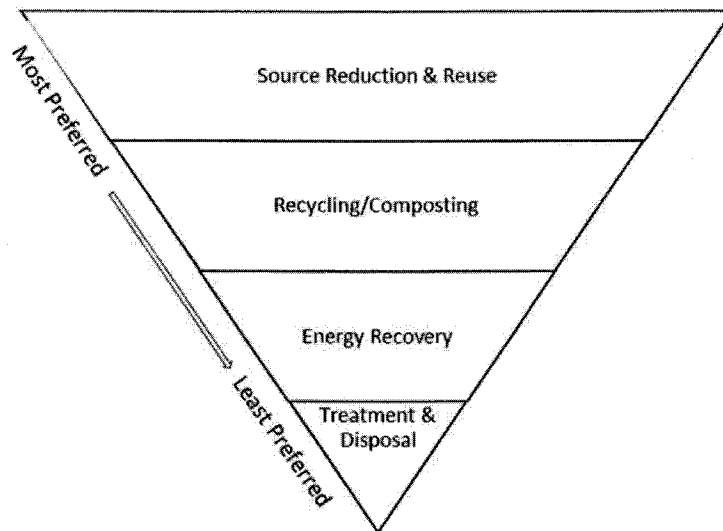 Most Preferred
Source Reduction & Reuse
Recycling/Composting
Energy Recovery
Least Preferred
Treatment &
Disposal